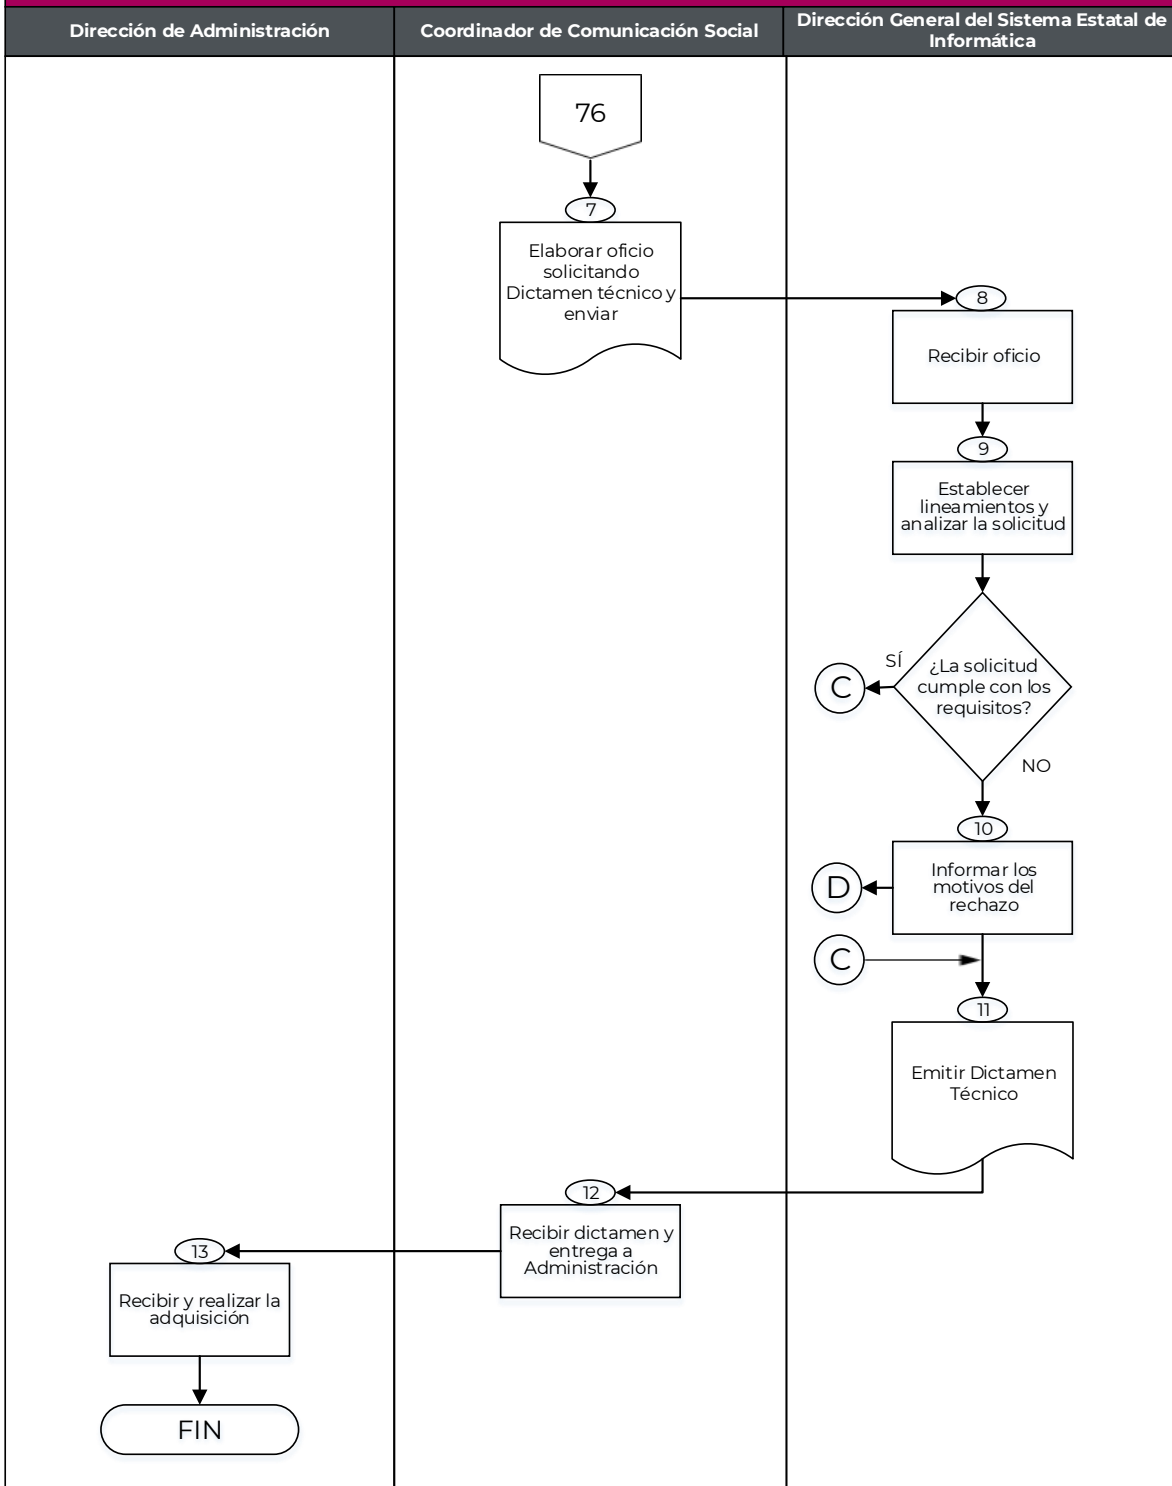 Dirección de Administración
Coordinador de Comunicación Social
Dirección General del Sistema Estatal de
Informática
76
7
Elaborar oficio
solicitando
Dictamen técnico y
enviar
8
Recibir oficio
9
Establecer
lineamientos y
analizar la solicitud
SÍ
¿La solicitud
cumple con los
requisitos?
C
NO
10
Informar los
motivos del
rechazo
D
C
11
Emitir Dictamen
Técnico
12
Recibir dictamen y
entrega a
Administración
13
Recibir y realizar la
adquisición
FIN